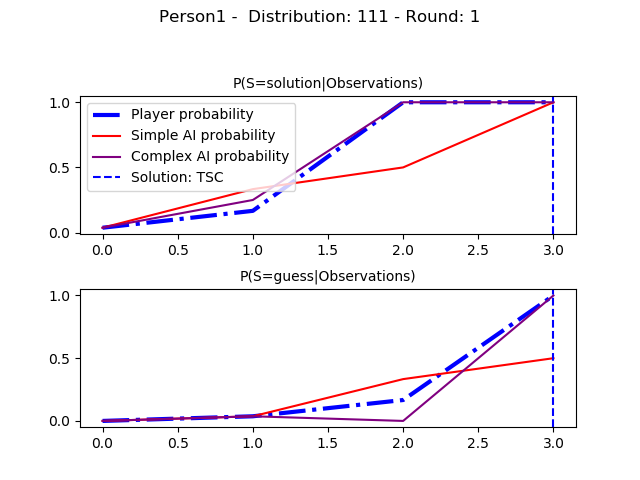 Person1 -  Distribution: 111 - Round: 1
P(S=solution|Observations)
1.0
0.5
0.0
Player probability
Simple AI probability
Complex AI probability
Solution: TSC
0.0 0.5 1.0 1.5 2.0 2.5 3.0
P(S=guess|Observations)
1.0
0.5
0.0
0.0 0.5 1.0 1.5 2.0 2.5 3.0